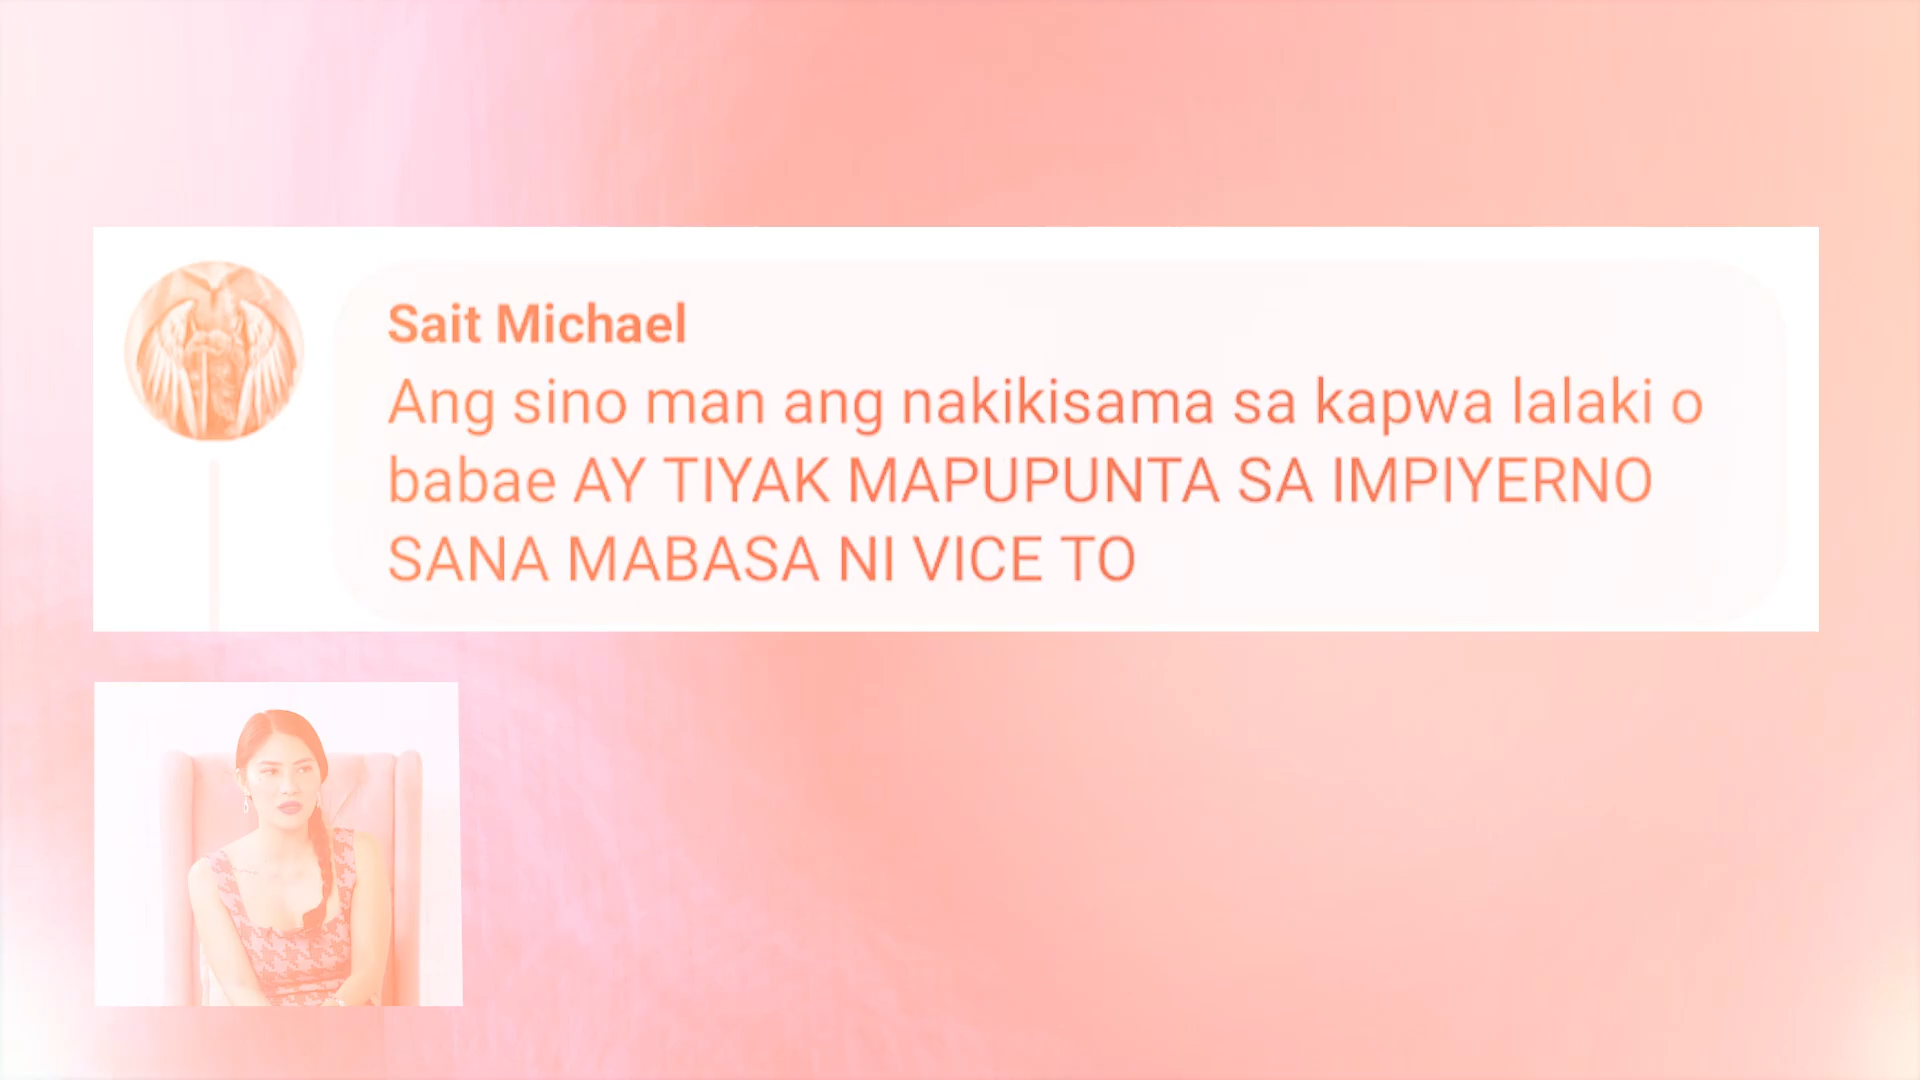 Sait Michael
Ang sino man ang nakikisama sa kapwa lalaki o
babae AY TIYAK MAPUPUNTA SA IMPIYERNO
SANA MABASA NI VICE TO